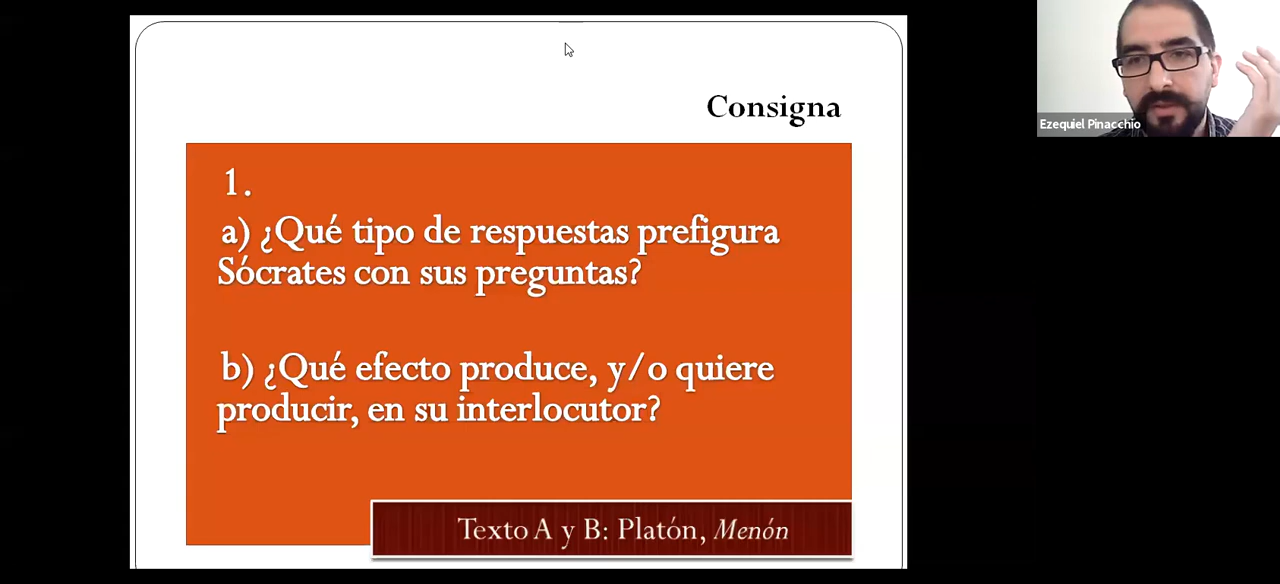 Consigna
1.
a) ¿Qué tipo de respuestas prefigura
Sócrates con sus preguntas?
b) ¿Qué efecto produce, y/o quiere
producir, en su interlocutor?
Texto A y B: Platón, Menón
Ezequiel Pinacchio